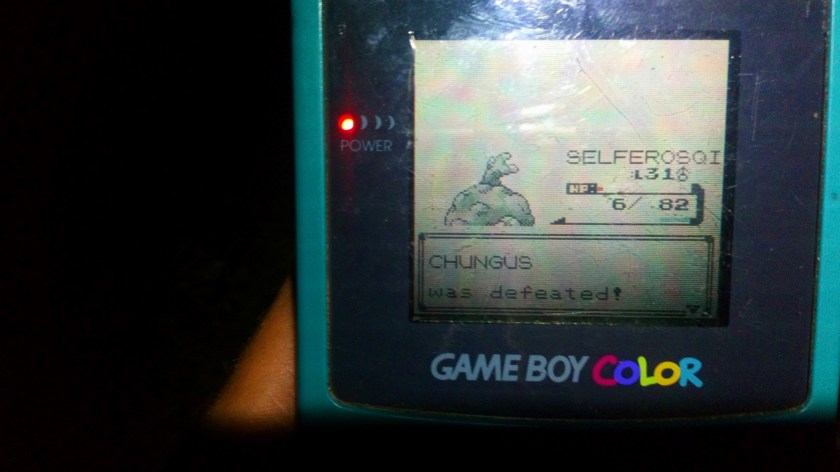 POWER
SELFEROSQI
:L31♂
HP:
6/ 82
CHUNGUS
was defeated!
GAME BOY COLOR